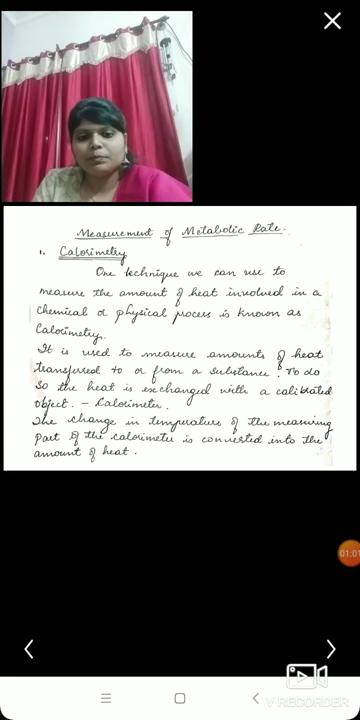 Measurement of Metabolic Rate.
1. Calorimetry
One technique we can use to
measure the amount of heat involved in a
chemical or physical process is known as
Calorimetry.
It is used to measure amounts of heat
transferred to or from a substance. To do
so the heat is exchanged with a calibrated
object. - Calorimeter.
The change in temperature of the measuring
part of the calorimeter is converted into the
amount of heat.
01:01
V RECORDER